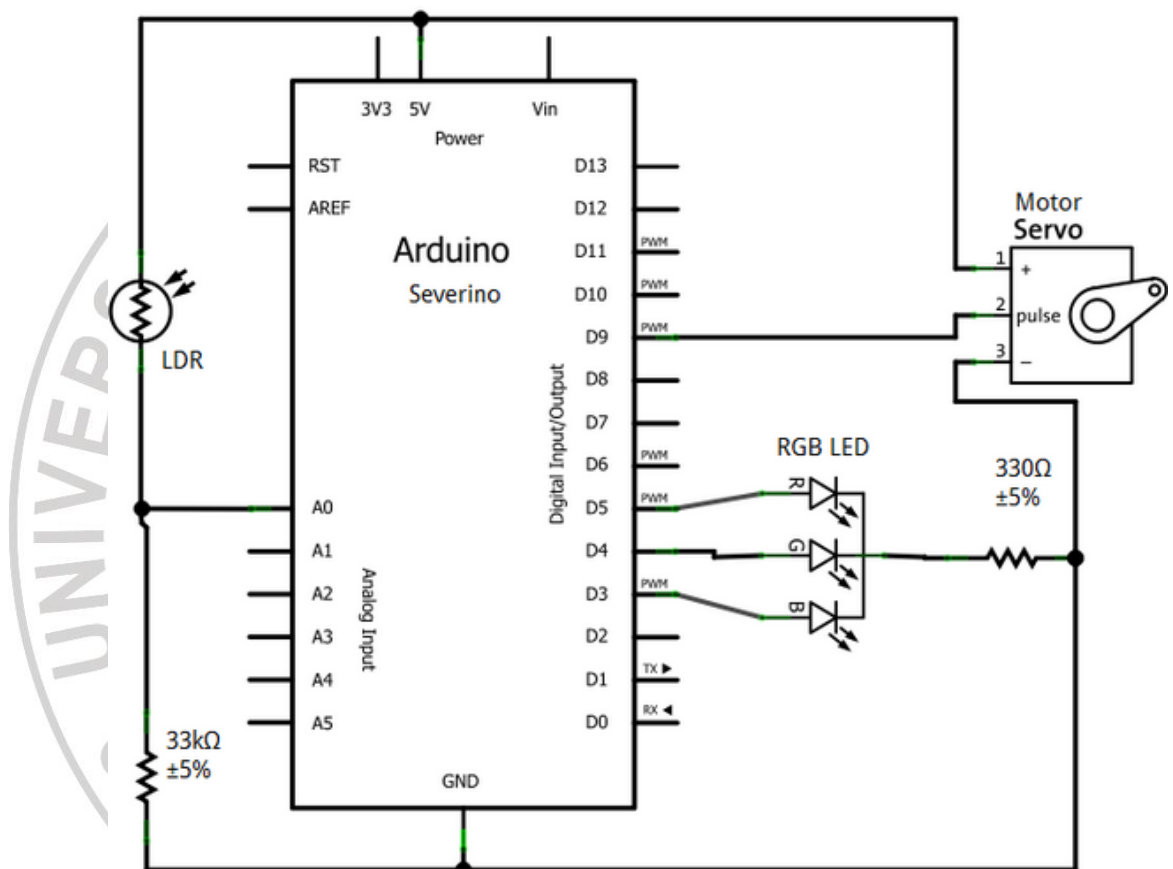 3V3 5V Vin
Power
RST
AREF
Arduino
Severino
A0
A1
A2
A3
A4
A5
Analog Input
GND
D13
D12
D11 PWM
D10 PWM
D9 PWM
D8
D7
D6 PWM
D5 PWM
D4
D3 PWM
D2
D1 TX ►
D0 RX ◄
Digital Input/Output
LDR
33kΩ
±5%
Motor
Servo
1 +
2 pulse
3 −
RGB LED
R
G
B
330Ω
±5%
UNIVERS